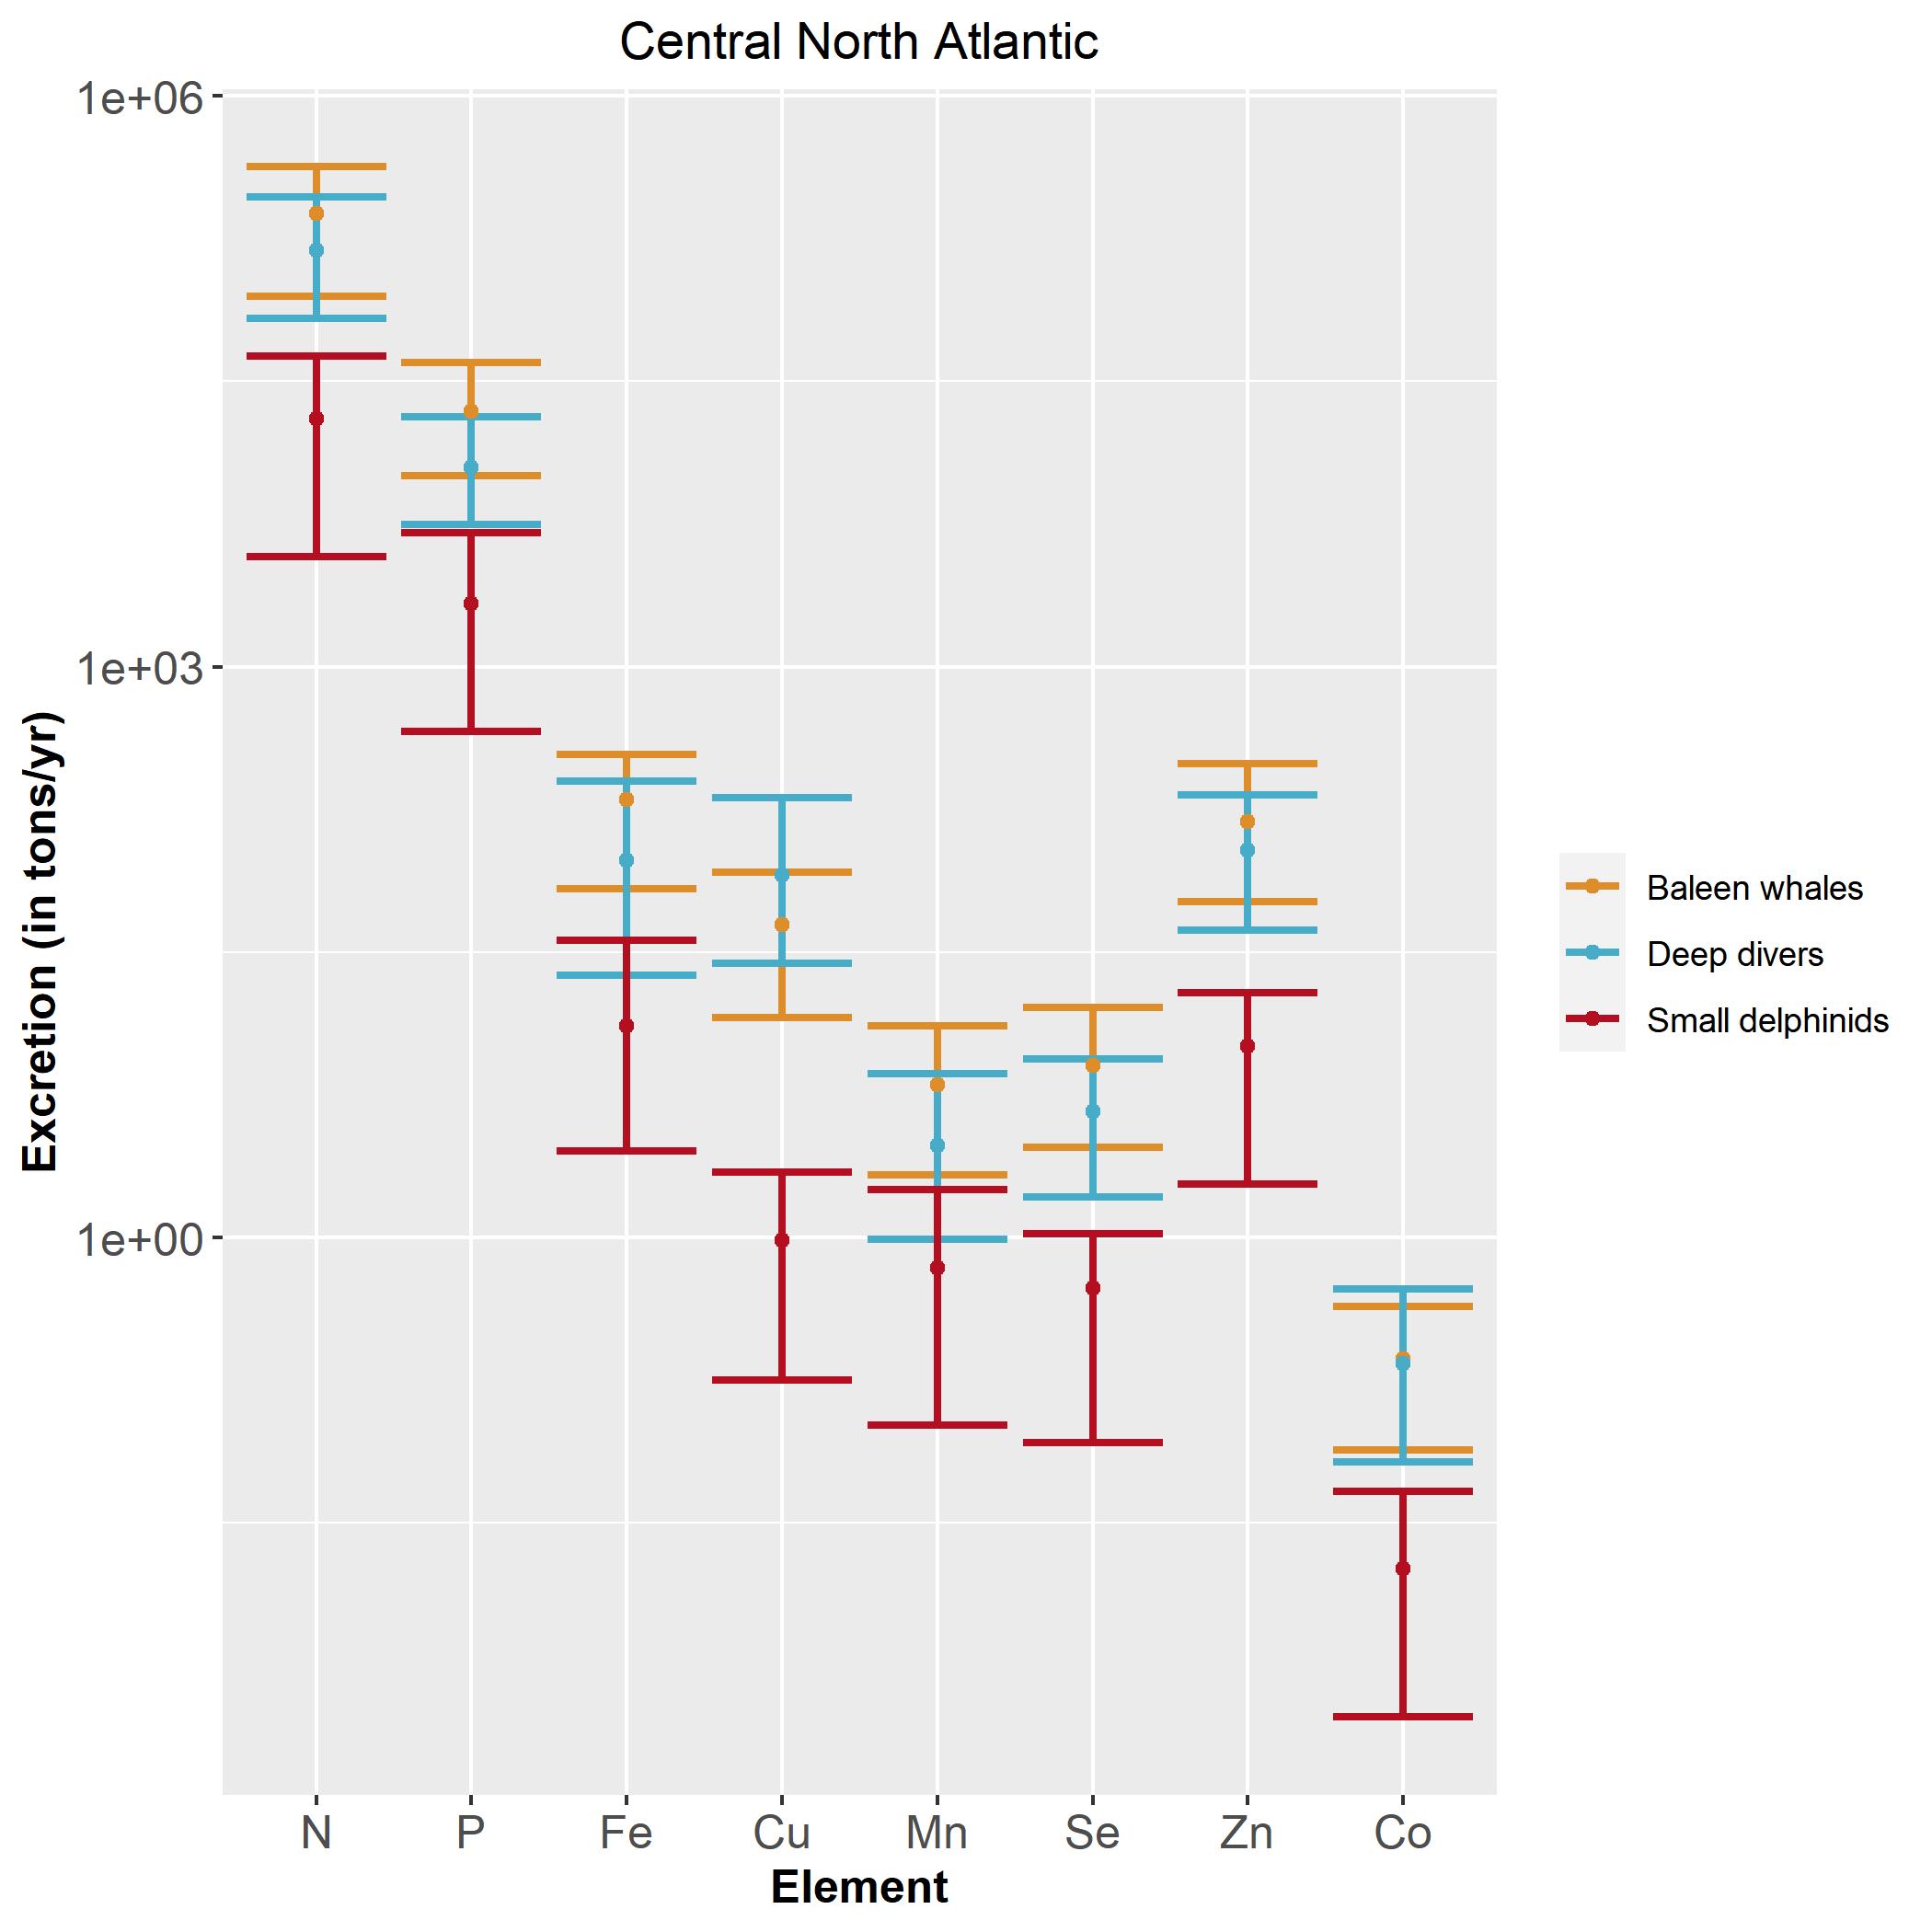 Central North Atlantic
1e+06
1e+03
1e+00
Excretion (in tons/yr)
N P Fe Cu Mn Se Zn Co
Element
Baleen whales
Deep divers
Small delphinids